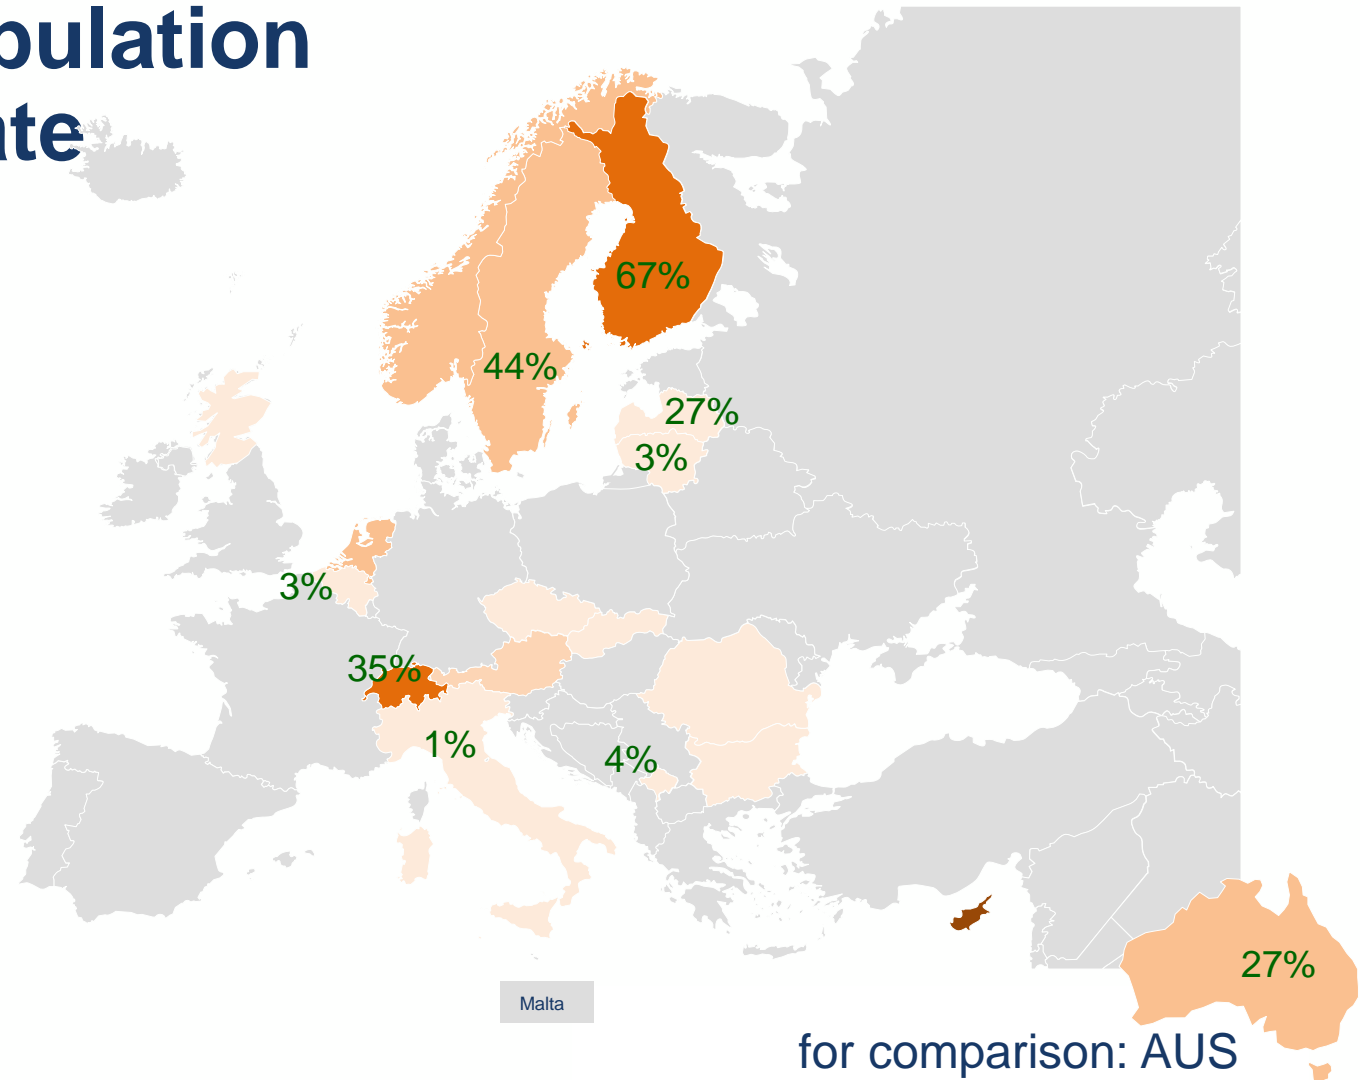 pulation
ate
67%
44%
27%
3%
3%
35%
1%
4%
27%
Malta
for comparison: AUS